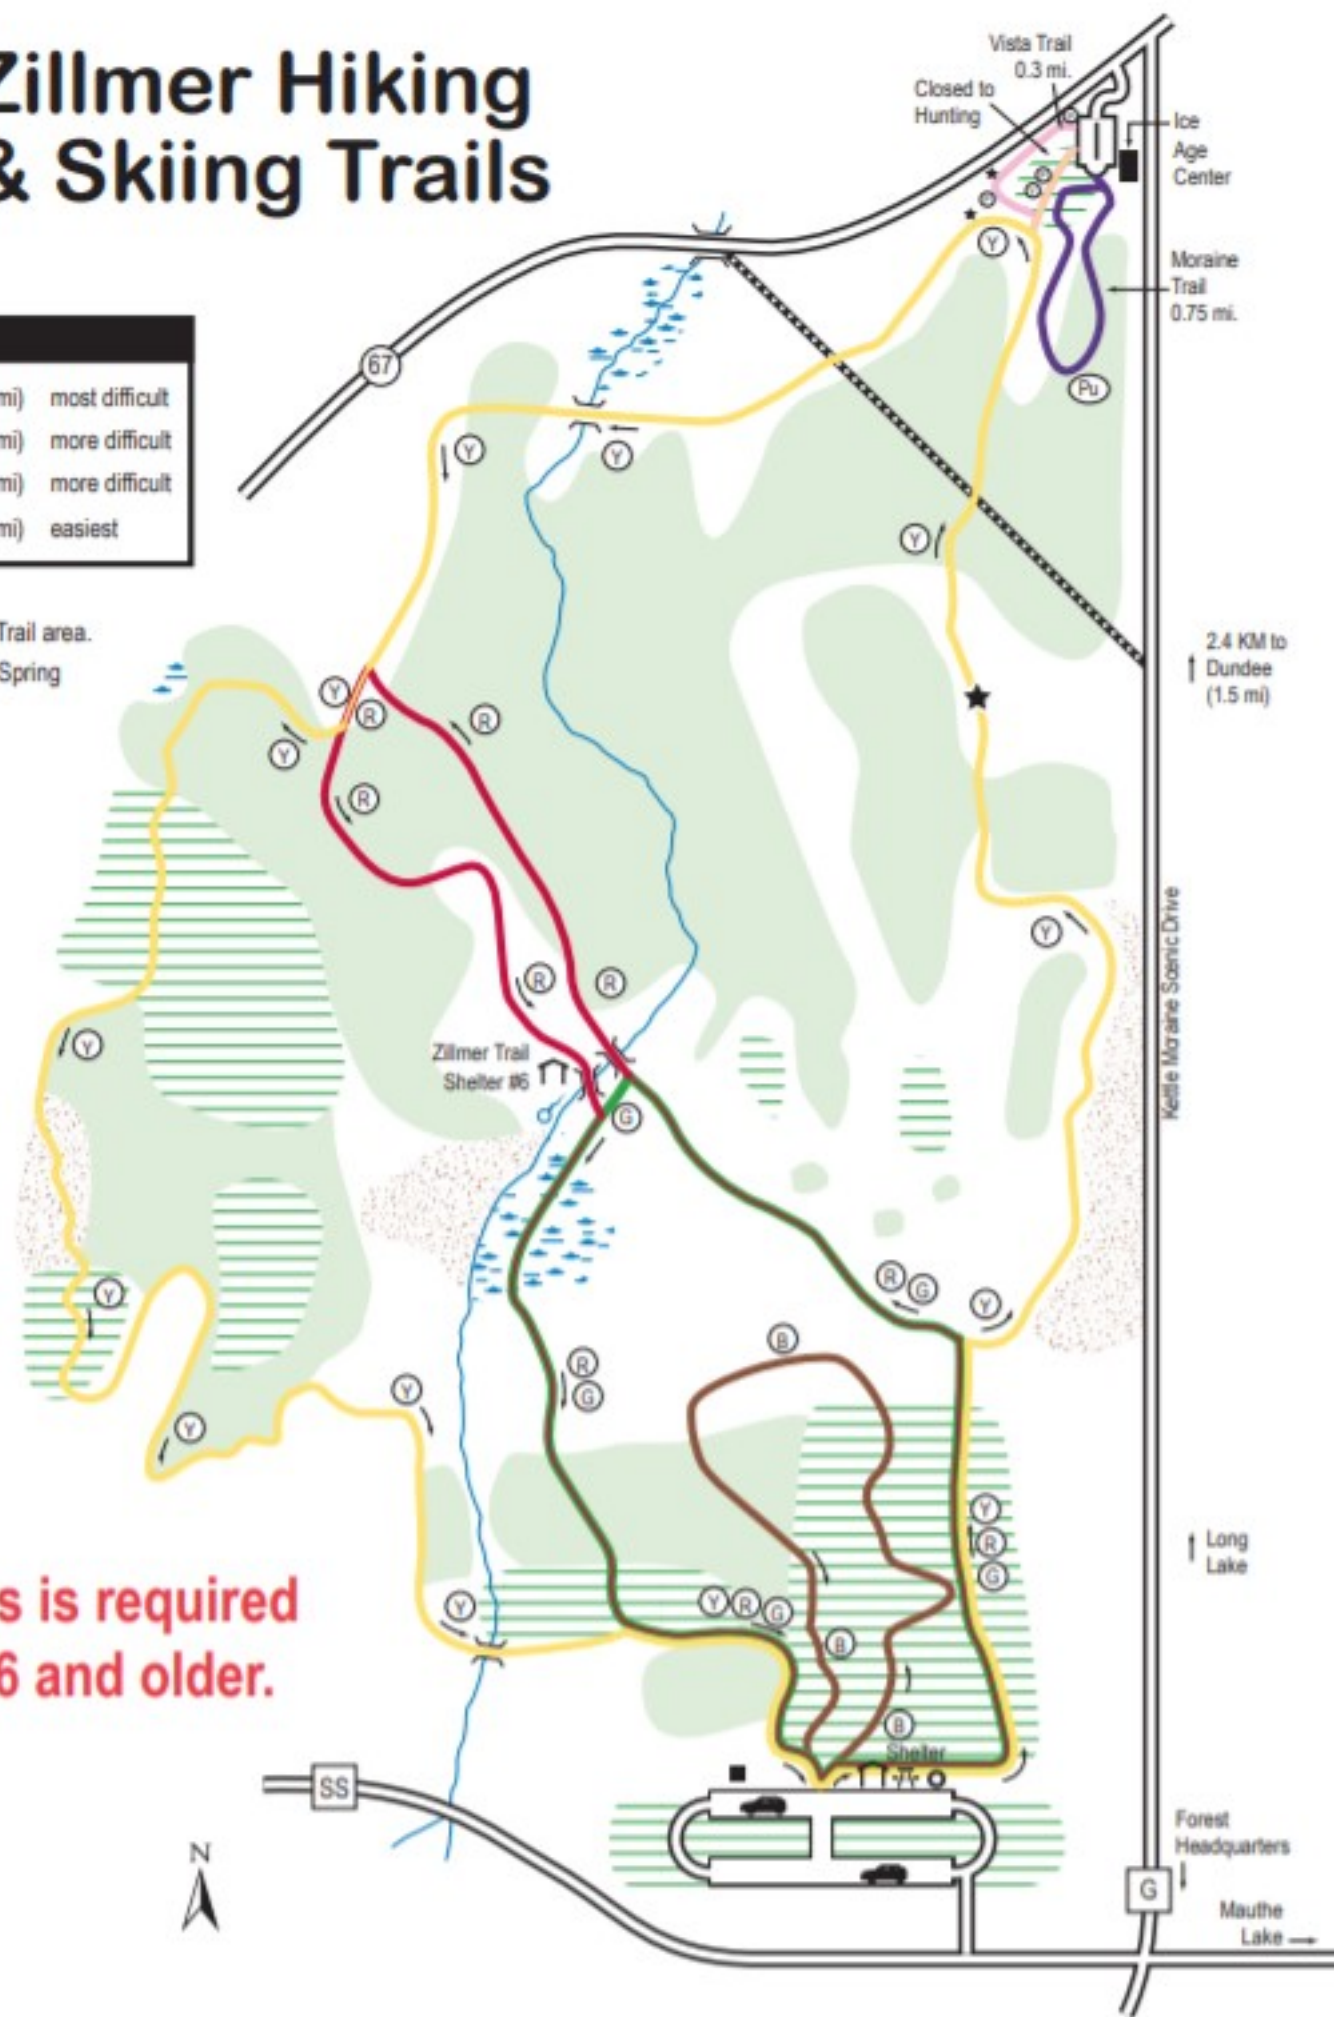 Zillmer Hiking
& Skiing Trails
Vista Trail
0.3 mi.
Closed to
Hunting
Ice
Age
Center
Y
Moraine
Trail
0.75 mi.
Pu
67
mi) most difficult
mi) more difficult
mi) more difficult
mi) easiest
Y
Y
Y
Trail area.
Spring
2.4 KM to
Dundee
(1.5 mi)
Y
R
R
Y
R
Y
Kettle Moraine Scenic Drive
R
R
Y
Zillmer Trail
Shelter #6
G
R
G
Y
Y
B
R
G
Y
Y
Y
R
G
Long
Lake
s is required
6 and older.
Y
Y
R
G
B
B
Shelter
SS
N
Forest
Headquarters
G
Mauthe
Lake